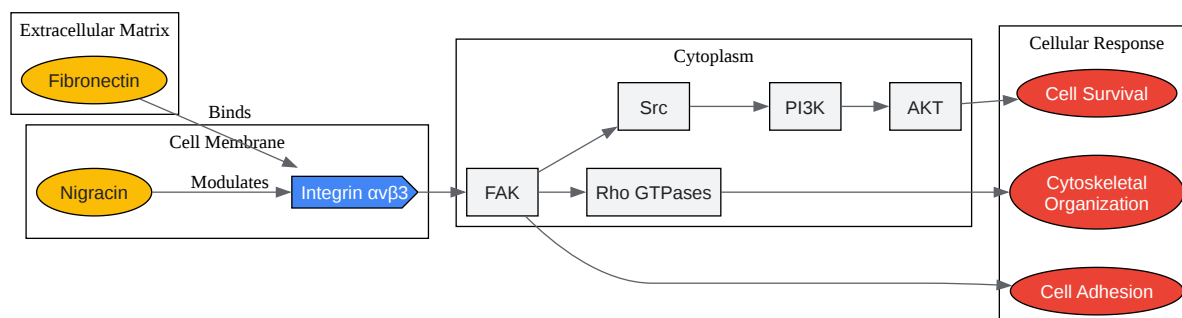 Extracellular Matrix
Fibronectin
Binds
Cell Membrane
Nigracin
Modulates
Integrin αvβ3
Cytoplasm
Src
PI3K
AKT
FAK
Rho GTPases
Cellular Response
Cell Survival
Cytoskeletal
Organization
Cell Adhesion